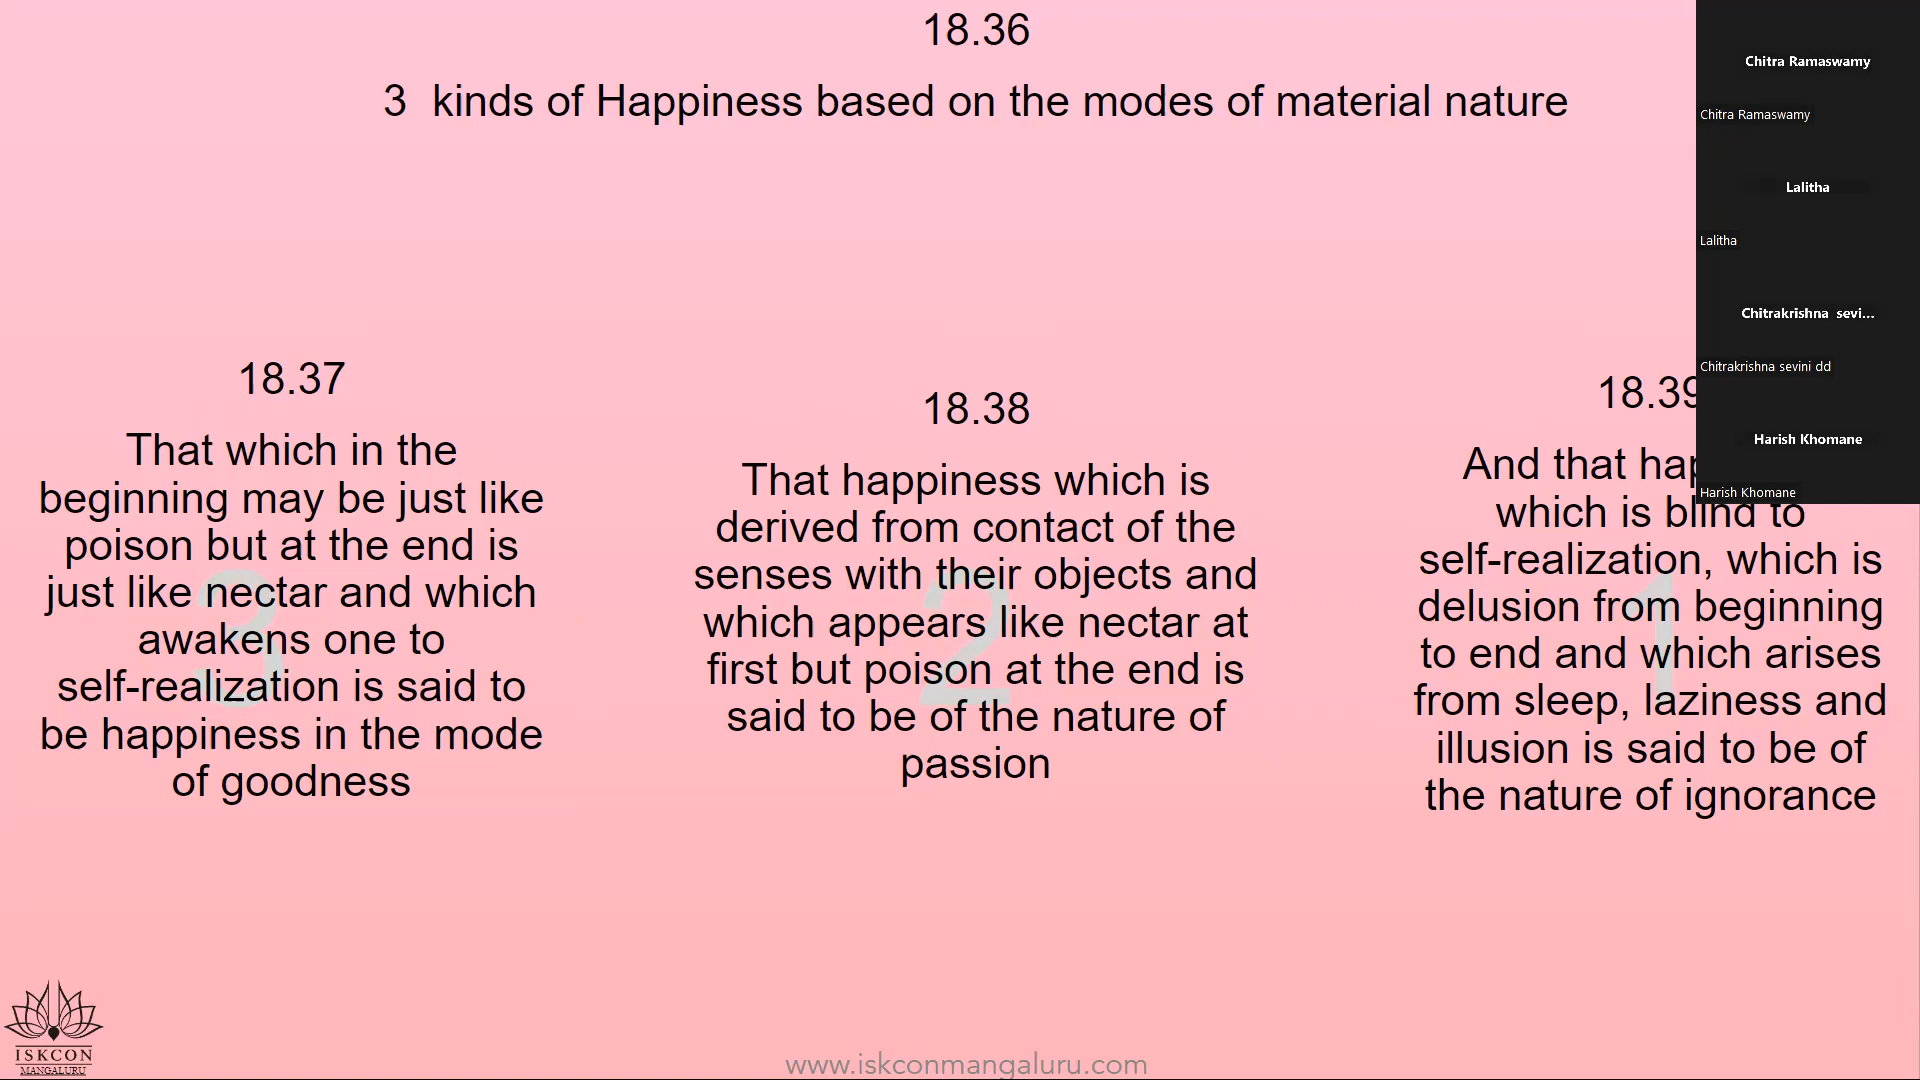 18.36
3 kinds of Happiness based on the modes of material nature
18.37
That which in the
beginning may be just like
poison but at the end is
just like nectar and which
awakens one to
self-realization is said to
be happiness in the mode
of goodness
3
18.38
That happiness which is
derived from contact of the
senses with their objects and
which appears like nectar at
first but poison at the end is
said to be of the nature of
passion
2
18.39
And that
which is blind to
self-realization, which is
delusion from beginning
to end and which arises
from sleep, laziness and
illusion is said to be of
the nature of ignorance
1
Chitra Ramaswamy
Chitra Ramaswamy
Lalitha
Lalitha
Chitrakrishna sevi...
Chitrakrishna sevini dd
Harish Khomane
Harish Khomane
ISKCON
MANGALURU
www.iskconmangaluru.com